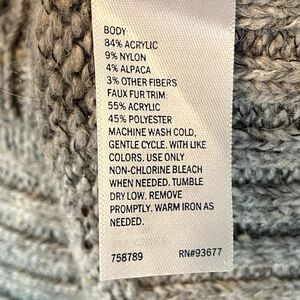 BODY:
84% ACRYLIC
9% NYLON
4% ALPACA
3% OTHER FIBERS
FAUX FUR TRIM:
55% ACRYLIC
45% POLYESTER
MACHINE WASH COLD,
GENTLE CYCLE. WITH LIKE
COLORS. USE ONLY
NON-CHLORINE BLEACH
WHEN NEEDED. TUMBLE
DRY LOW. REMOVE
PROMPTLY. WARM IRON AS
NEEDED.
758789 RN#93677